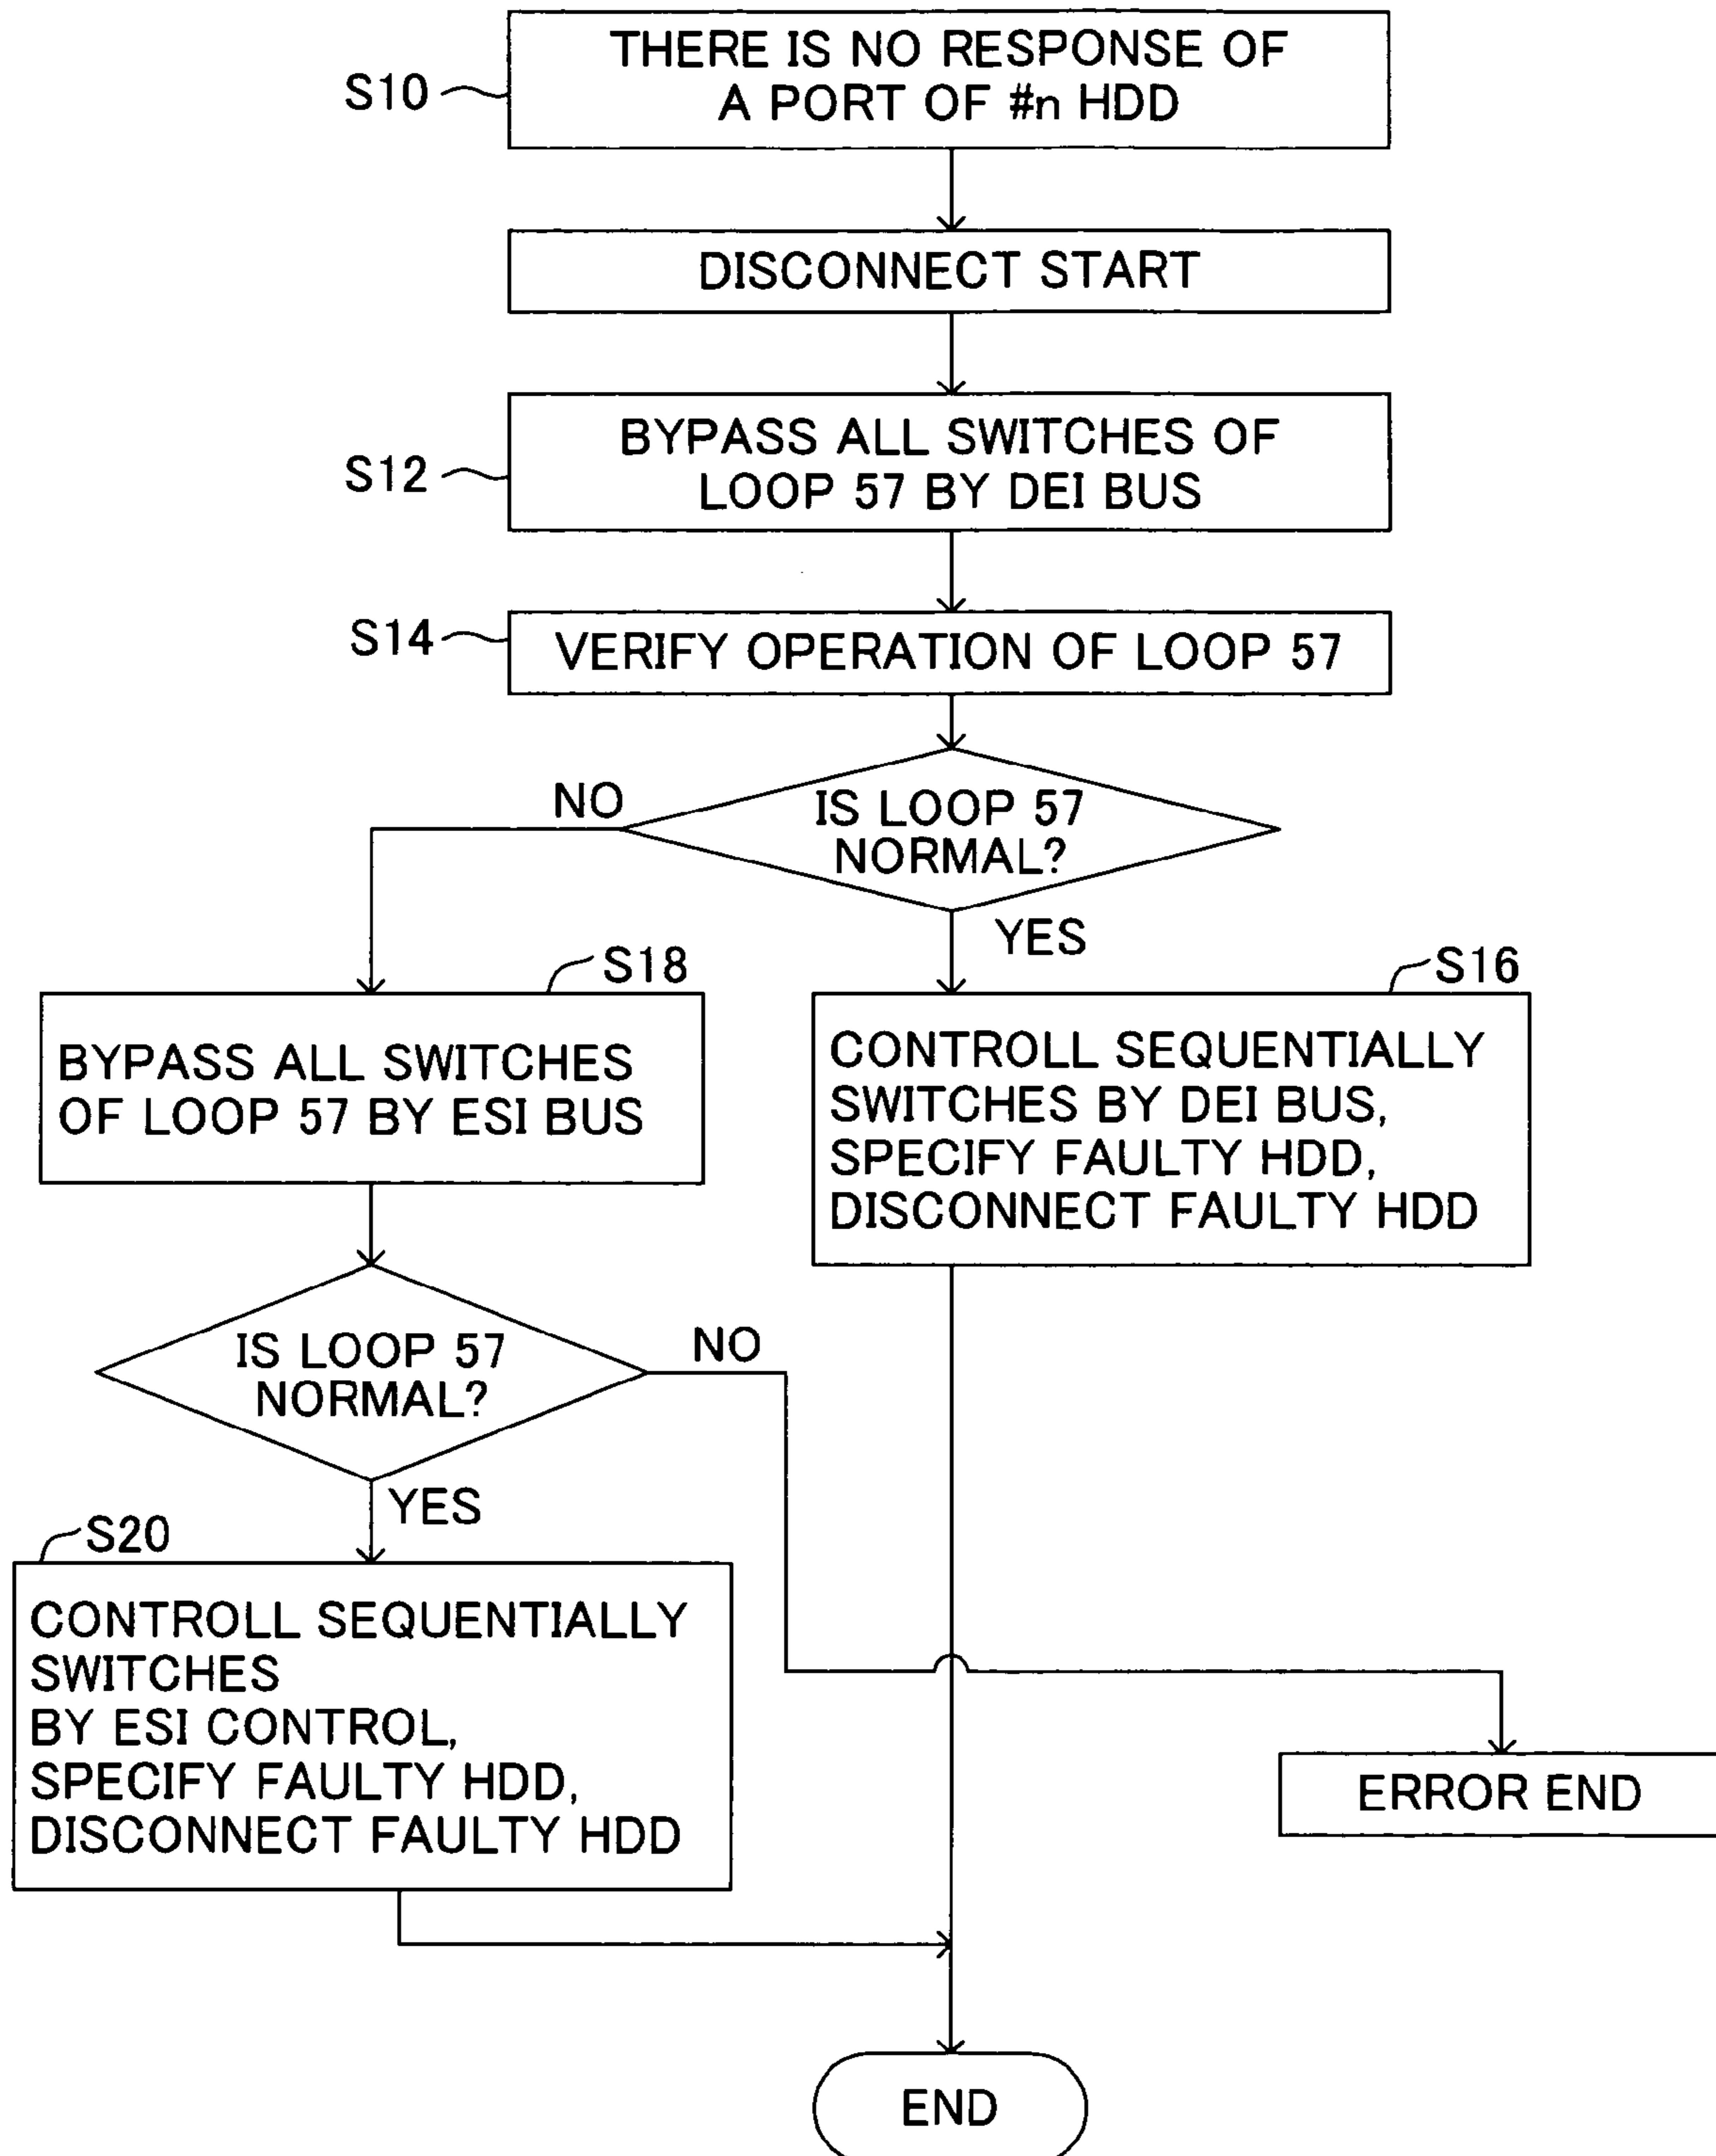 THERE IS NO RESPONSE OF
A PORT OF #n HDD
S10
DISCONNECT START
BYPASS ALL SWITCHES OF
LOOP 57 BY DEI BUS
S12
S14
VERIFY OPERATION OF LOOP 57
IS LOOP 57
NORMAL?
NO
YES
S18
S16
BYPASS ALL SWITCHES
OF LOOP 57 BY ESI BUS
CONTROLL SEQUENTIALLY
SWITCHES BY DEI BUS,
SPECIFY FAULTY HDD,
DISCONNECT FAULTY HDD
IS LOOP 57
NORMAL?
NO
YES
S20
CONTROLL SEQUENTIALLY
SWITCHES
BY ESI CONTROL,
SPECIFY FAULTY HDD,
DISCONNECT FAULTY HDD
ERROR END
END